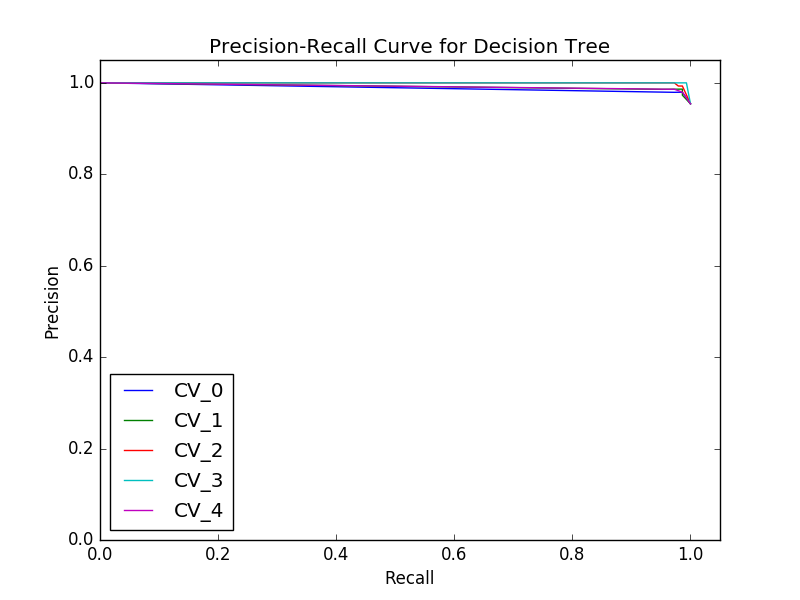 Precision-Recall Curve for Decision Tree
1.0
0.8
0.6
0.4
0.2
0.0
Precision
CV_0
CV_1
CV_2
CV_3
CV_4
0.0 0.2 0.4 0.6 0.8 1.0
Recall